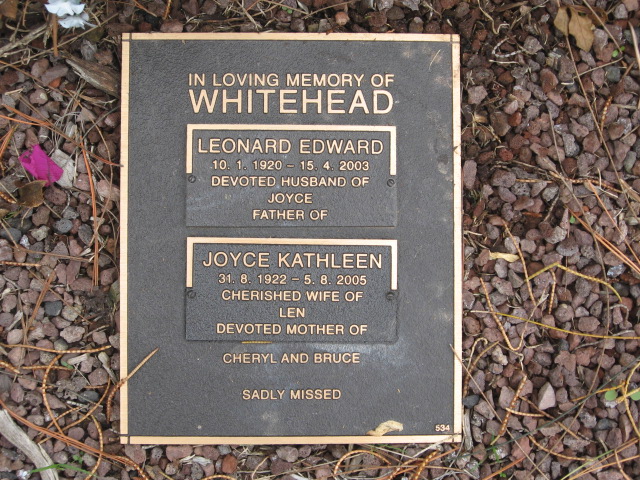 IN LOVING MEMORY OF
WHITEHEAD
LEONARD EDWARD
10. 1. 1920 – 15. 4. 2003
DEVOTED HUSBAND OF
JOYCE
FATHER OF
JOYCE KATHLEEN
31. 8. 1922 – 5. 8. 2005
CHERISHED WIFE OF
LEN
DEVOTED MOTHER OF
CHERYL AND BRUCE
SADLY MISSED
534